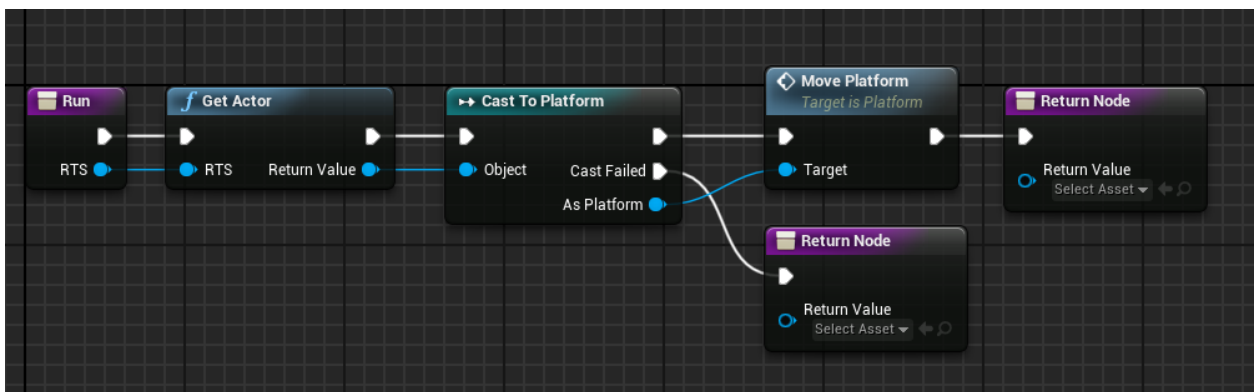 Run
RTS
Get Actor
RTS Return Value
Cast To Platform
Object Cast Failed
As Platform
Move Platform
Target is Platform
Target
Return Node
Return Value
Select Asset
Return Node
Return Value
Select Asset